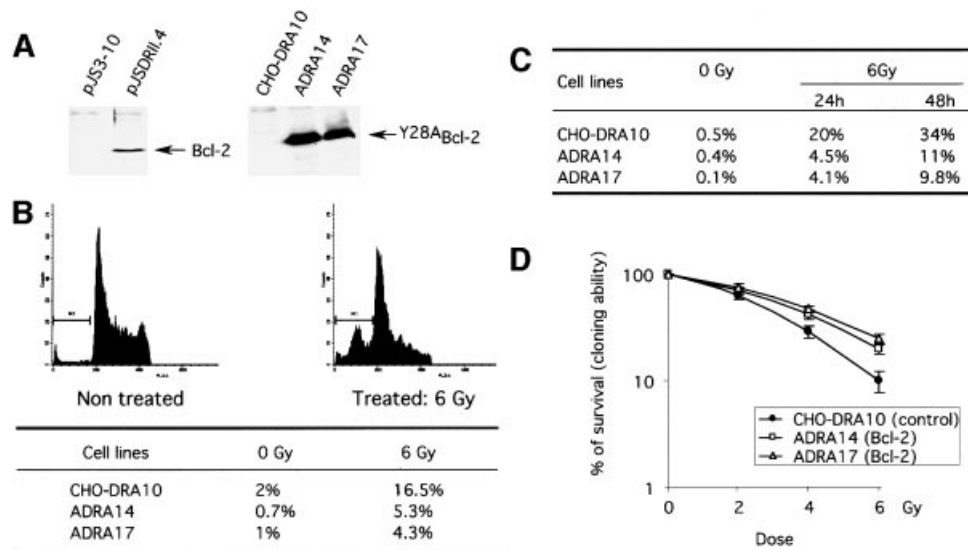 A
pJS3-10
pJSDRII.4
Bcl-2
CHO-DRA10
ADRA14
ADRA17
Y28A Bcl-2
B
Non treated
Treated: 6 Gy
Cell lines 0 Gy 6 Gy
CHO-DRA10 2% 16.5%
ADRA14 0.7% 5.3%
ADRA17 1% 4.3%
C
Cell lines 0 Gy 6Gy
24h 48h
CHO-DRA10 0.5% 20% 34%
ADRA14 0.4% 4.5% 11%
ADRA17 0.1% 4.1% 9.8%
D
% of survival (cloning ability)
100
10
1
CHO-DRA10 (control)
ADRA14 (Bcl-2)
ADRA17 (Bcl-2)
0 2 4 6 Gy
Dose